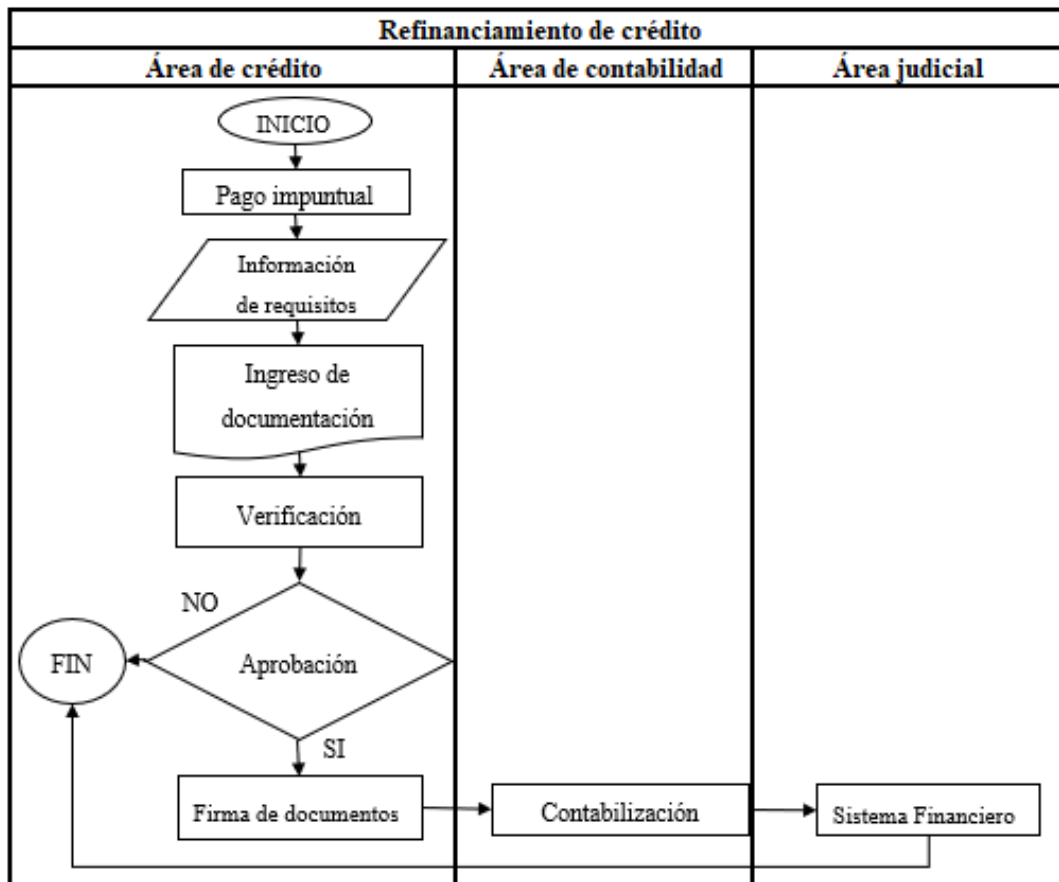 Refinanciamiento de crédito
Área de crédito
Área de contabilidad
Área judicial
INICIO
Pago impuntual
Información
de requisitos
Ingreso de
documentación
Verificación
NO
FIN
Aprobación
SI
Firma de documentos
Contabilización
Sistema Financiero